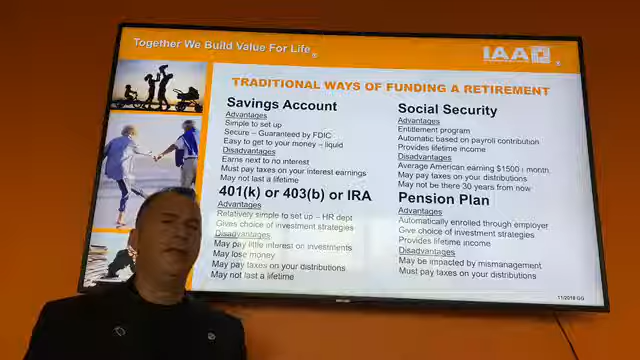 Together We Build Value For Life®
IAA
TRADITIONAL WAYS OF FUNDING A RETIREMENT
Savings Account
Advantages
Simple to set up
Secure – Guaranteed by FDIC
Easy to get to your money – liquid
Disadvantages
Earns next to no interest
Must pay taxes on your interest earnings
May not last a lifetime
401(k) or 403(b) or IRA
Advantages
Relatively simple to set up – HR dept
Gives choice of investment strategies
Disadvantages
May pay little interest on investments
May lose money
May pay taxes on your distributions
May not last a lifetime
Social Security
Advantages
Entitlement program
Automatic based on payroll contribution
Provides lifetime income
Disadvantages
Average American earning $1500 month
May pay taxes on your distributions
May not be there 30 years from now
Pension Plan
Advantages
Automatically enrolled through employer
Give choice of investment strategies
Provides lifetime income
Disadvantages
May be impacted by mismanagement
Must pay taxes on your distributions
11/2018 GG